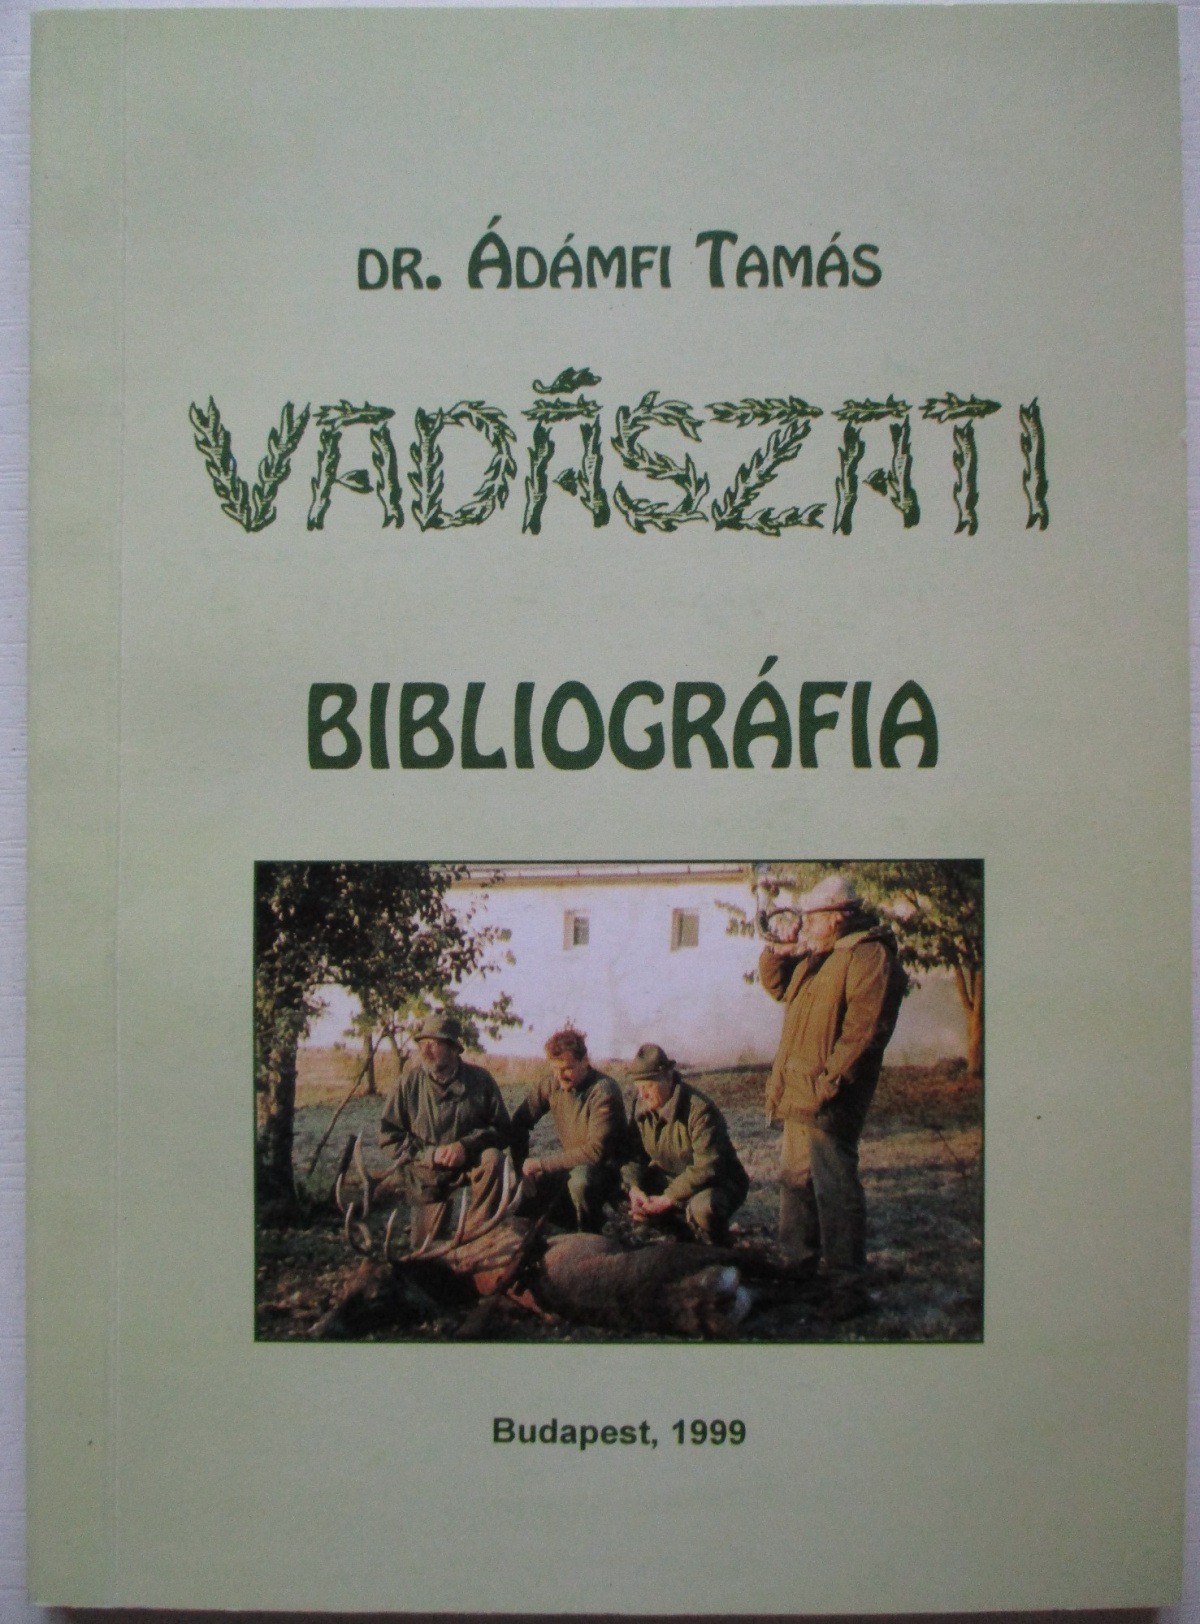 DR. ÁDÁMFI TAMÁS
VADÁSZATI
BIBLIOGRÁFIA
Budapest, 1999